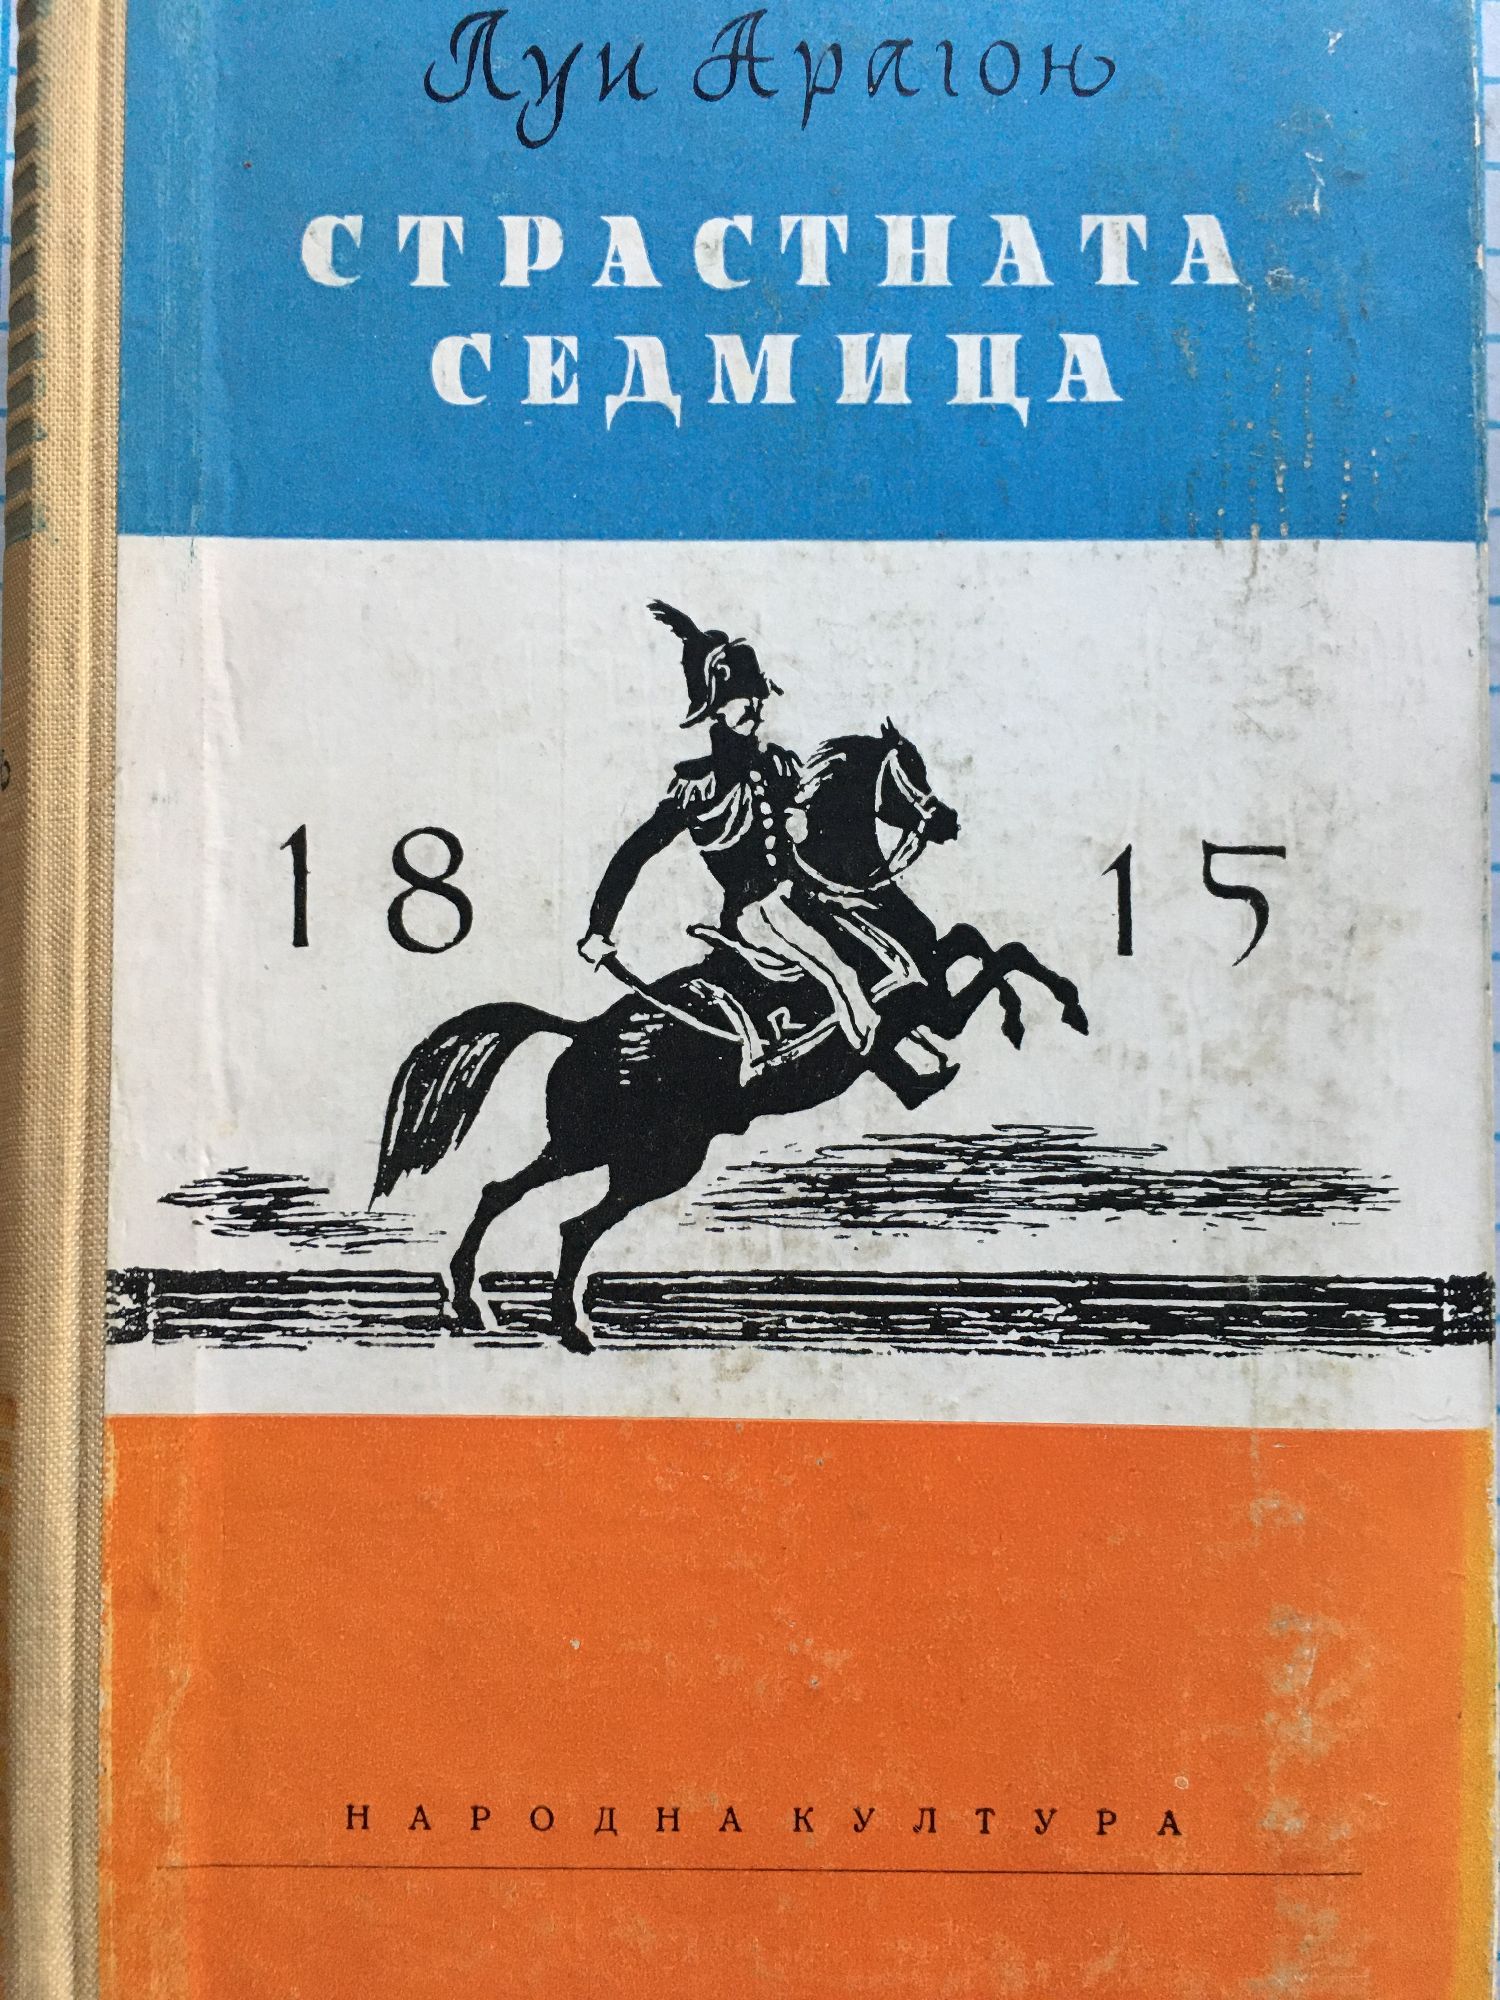 Луи Арагон
СТРАСТНАТА
СЕДМИЦА
18 15
НАРОДНА КУЛТУРА